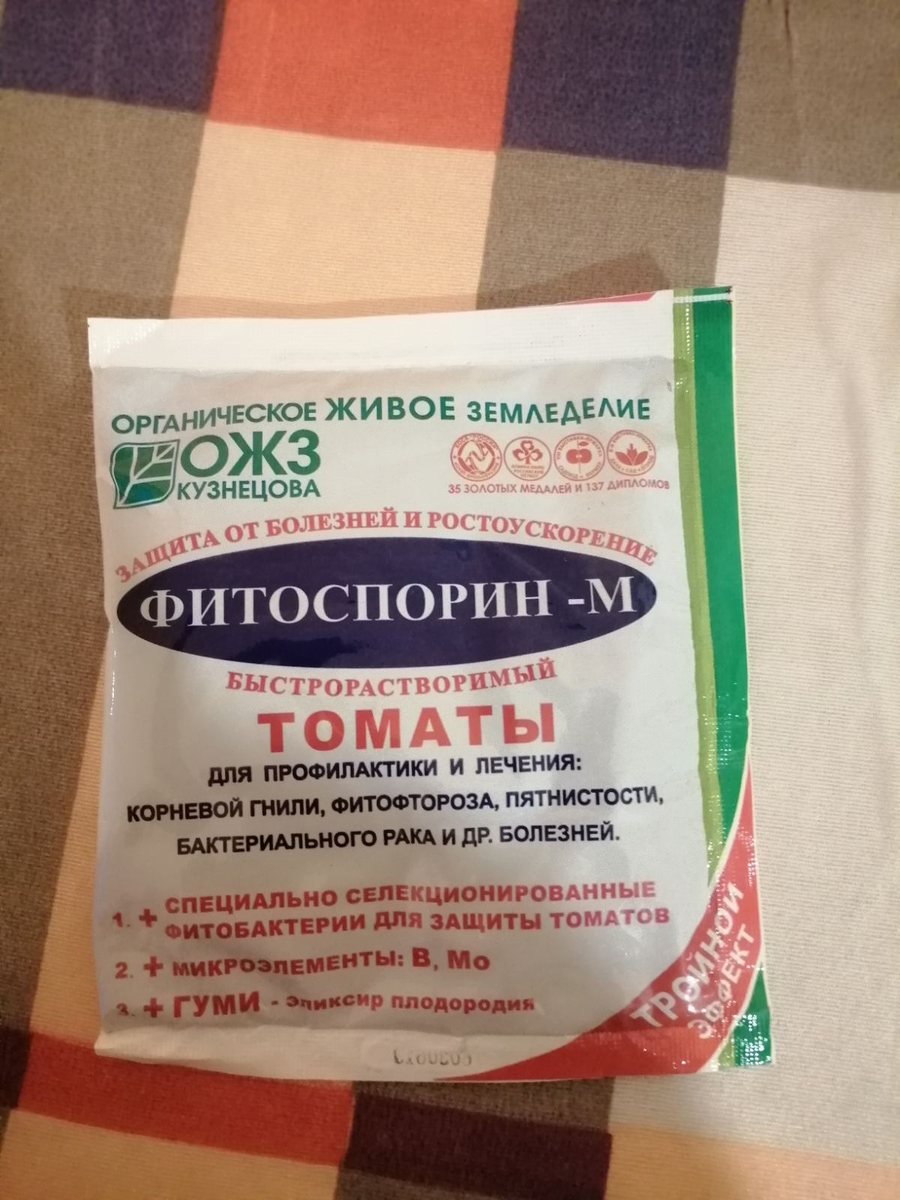 ОРГАНИЧЕСКОЕ ЖИВОЕ ЗЕМЛЕДЕЛИЕ
ОЖЗ
КУЗНЕЦОВА
35 ЗОЛОТЫХ МЕДАЛЕЙ И 137 ДИПЛОМОВ
ЗАЩИТА ОТ БОЛЕЗНЕЙ И РОСТОУСКОРЕНИЕ
ФИТОСПОРИН -М
БЫСТРОРАСТВОРИМЫЙ
ТОМАТЫ
ДЛЯ ПРОФИЛАКТИКИ И ЛЕЧЕНИЯ:
КОРНЕВОЙ ГНИЛИ, ФИТОФТОРОЗА, ПЯТНИСТОСТИ,
БАКТЕРИАЛЬНОГО РАКА И ДР. БОЛЕЗНЕЙ.
1. + СПЕЦИАЛЬНО СЕЛЕКЦИОНИРОВАННЫЕ
ФИТОБАКТЕРИИ ДЛЯ ЗАЩИТЫ ТОМАТОВ
2. + МИКРОЭЛЕМЕНТЫ: В, Мо
3. + ГУМИ - эликсир плодородия
ТРОЙНОЙ
ЭФФЕКТ